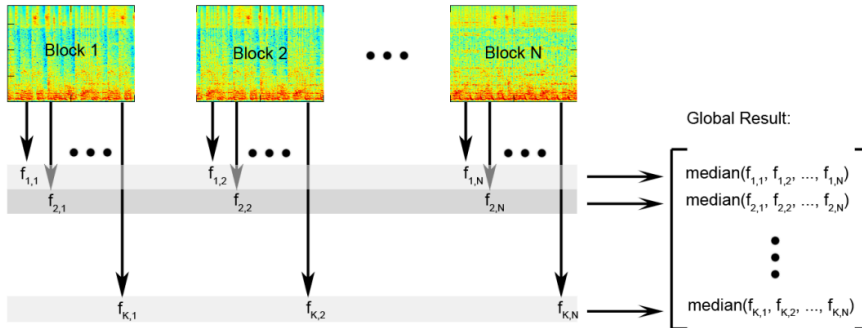 Block 1
Block 2
Block N
Global Result:
f1,1
f1,2
f1,N
median(f1,1, f1,2, ..., f1,N)
f2,1
f2,2
f2,N
median(f2,1, f2,2, ..., f2,N)
fK,1
fK,2
fK,N
median(fK,1, fK,2, ..., fK,N)